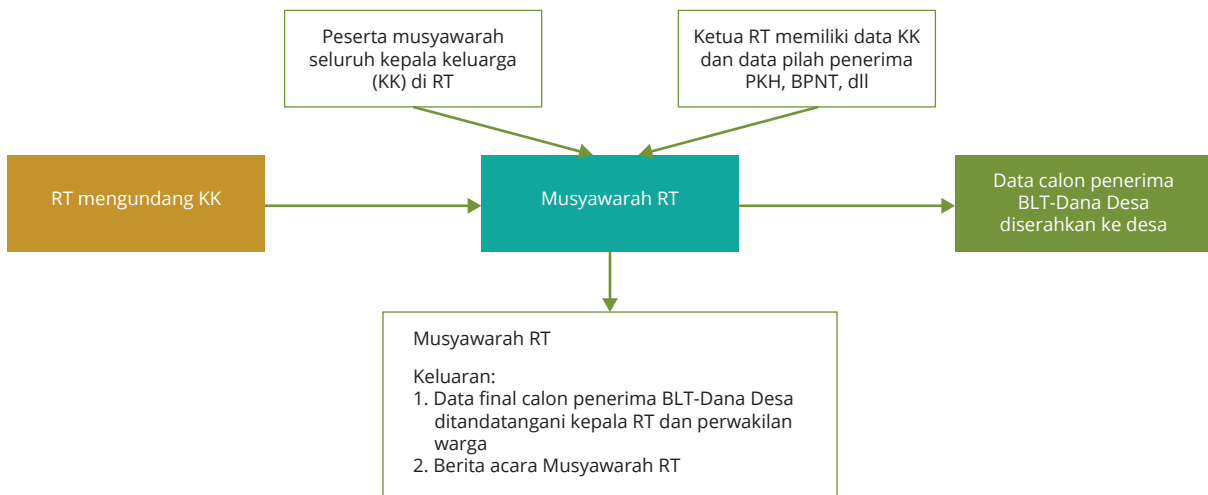 Peserta musyawarah
seluruh kepala keluarga
(KK) di RT
Ketua RT memiliki data KK
dan data pilah penerima
PKH, BPNT, dll
RT mengundang KK
Musyawarah RT
Data calon penerima
BLT-Dana Desa
diserahkan ke desa
Musyawarah RT
Keluaran:
1. Data final calon penerima BLT-Dana Desa
ditandatangani kepala RT dan perwakilan
warga
2. Berita acara Musyawarah RT